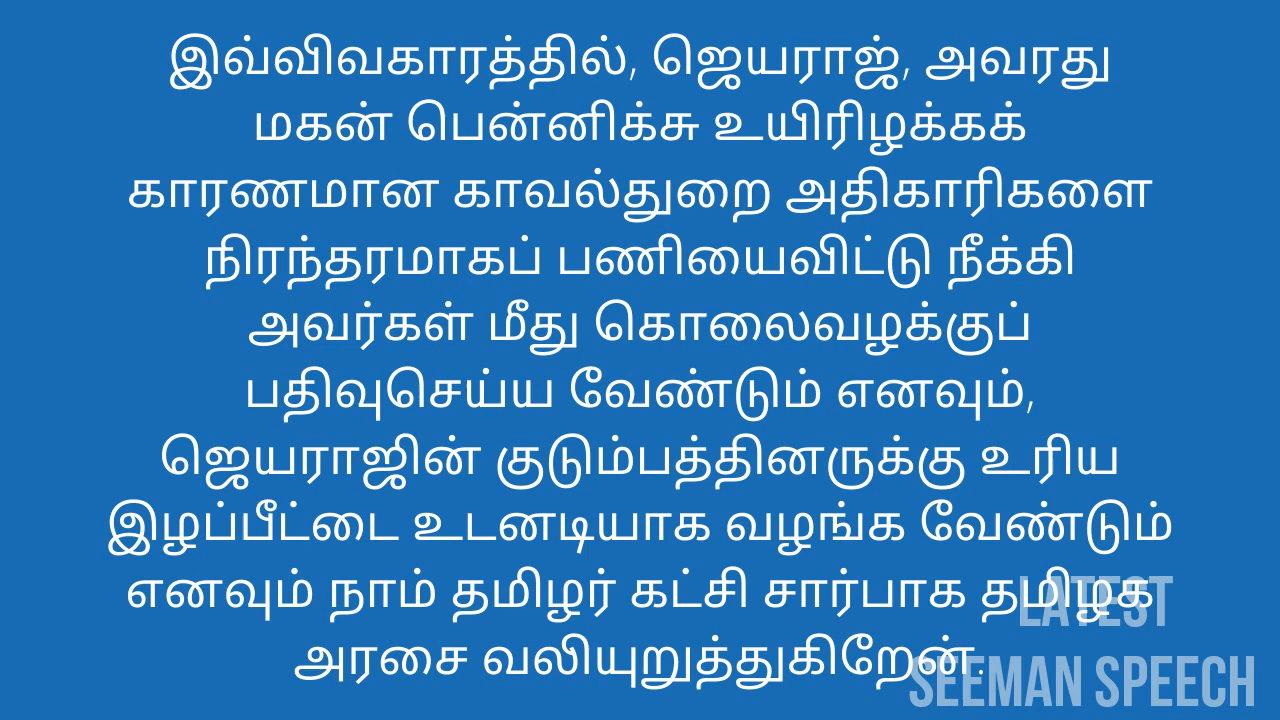 இவ்விவகாரத்தில், ஜெயராஜ், அவரது
மகன் பென்னிக்சு உயிரிழக்கக்
காரணமான காவல்துறை அதிகாரிகளை
நிரந்தரமாகப் பணியைவிட்டு நீக்கி
அவர்கள் மீது கொலைவழக்குப்
பதிவுசெய்ய வேண்டும் எனவும்,
ஜெயராஜின் குடும்பத்தினருக்கு உரிய
இழப்பீட்டை உடனடியாக வழங்க வேண்டும்
எனவும் நாம் தமிழர் கட்சி சார்பாக தமிழக
அரசை வலியுறுத்துகிறேன்.
LATEST
SEEMAN SPEECH